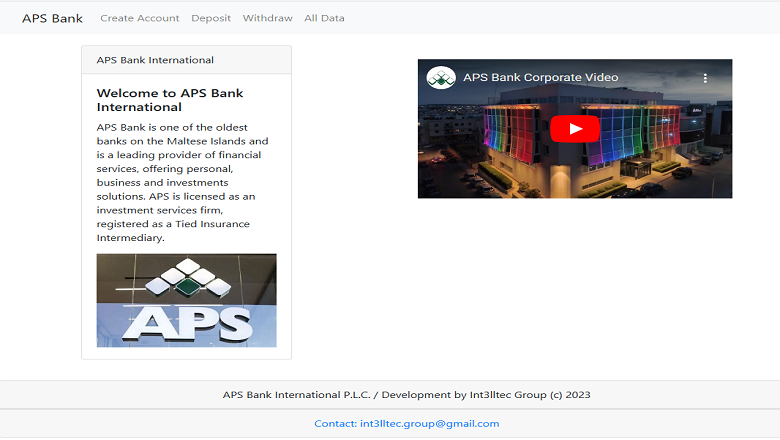 APS Bank Create Account Deposit Withdraw All Data
APS Bank International
Welcome to APS Bank
International
APS Bank is one of the oldest
banks on the Maltese Islands and
is a leading provider of financial
services, offering personal,
business and investments
solutions. APS is licensed as an
investment services firm,
registered as a Tied Insurance
Intermediary.
APS
APS Bank Corporate Video
APS Bank International P.L.C. / Development by Int3lltec Group (c) 2023
Contact: int3lltec.group@gmail.com